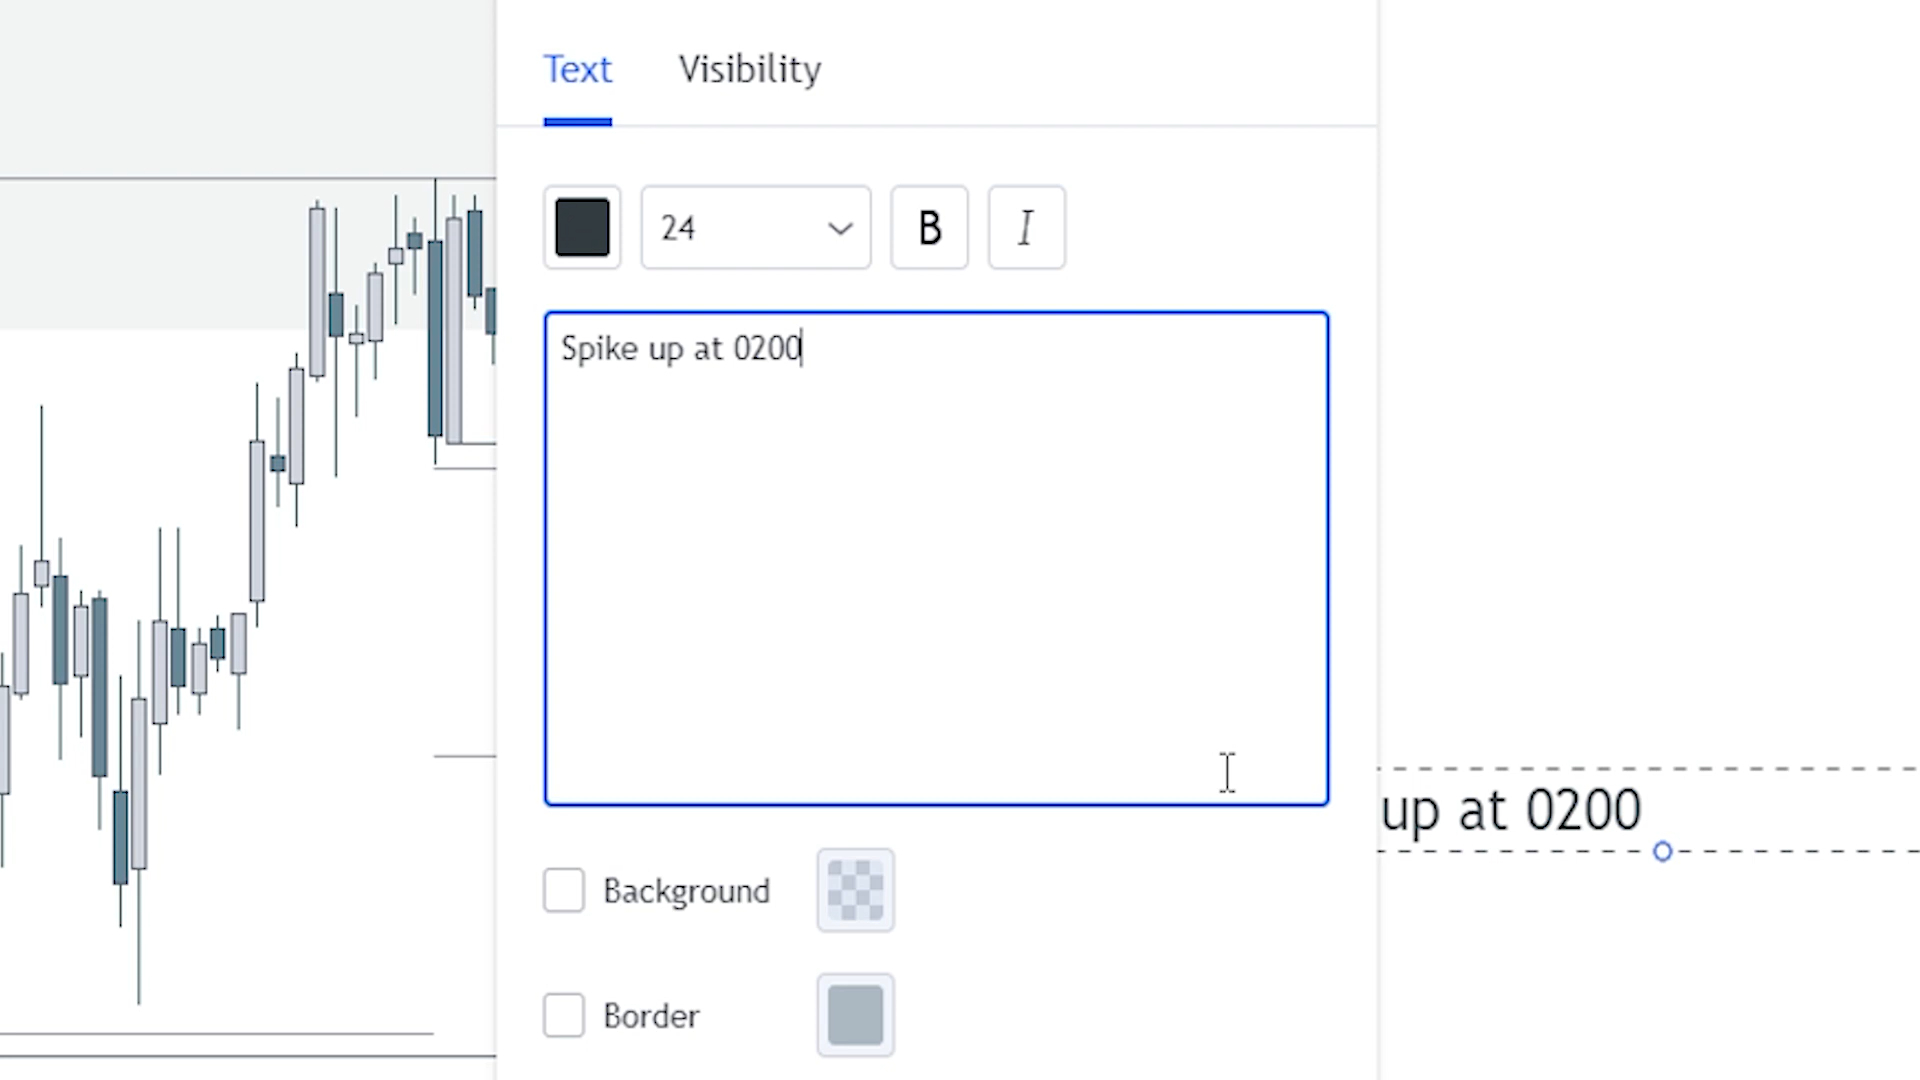 Text Visibility
24 B I
Spike up at 0200
up at 0200
Background
Border